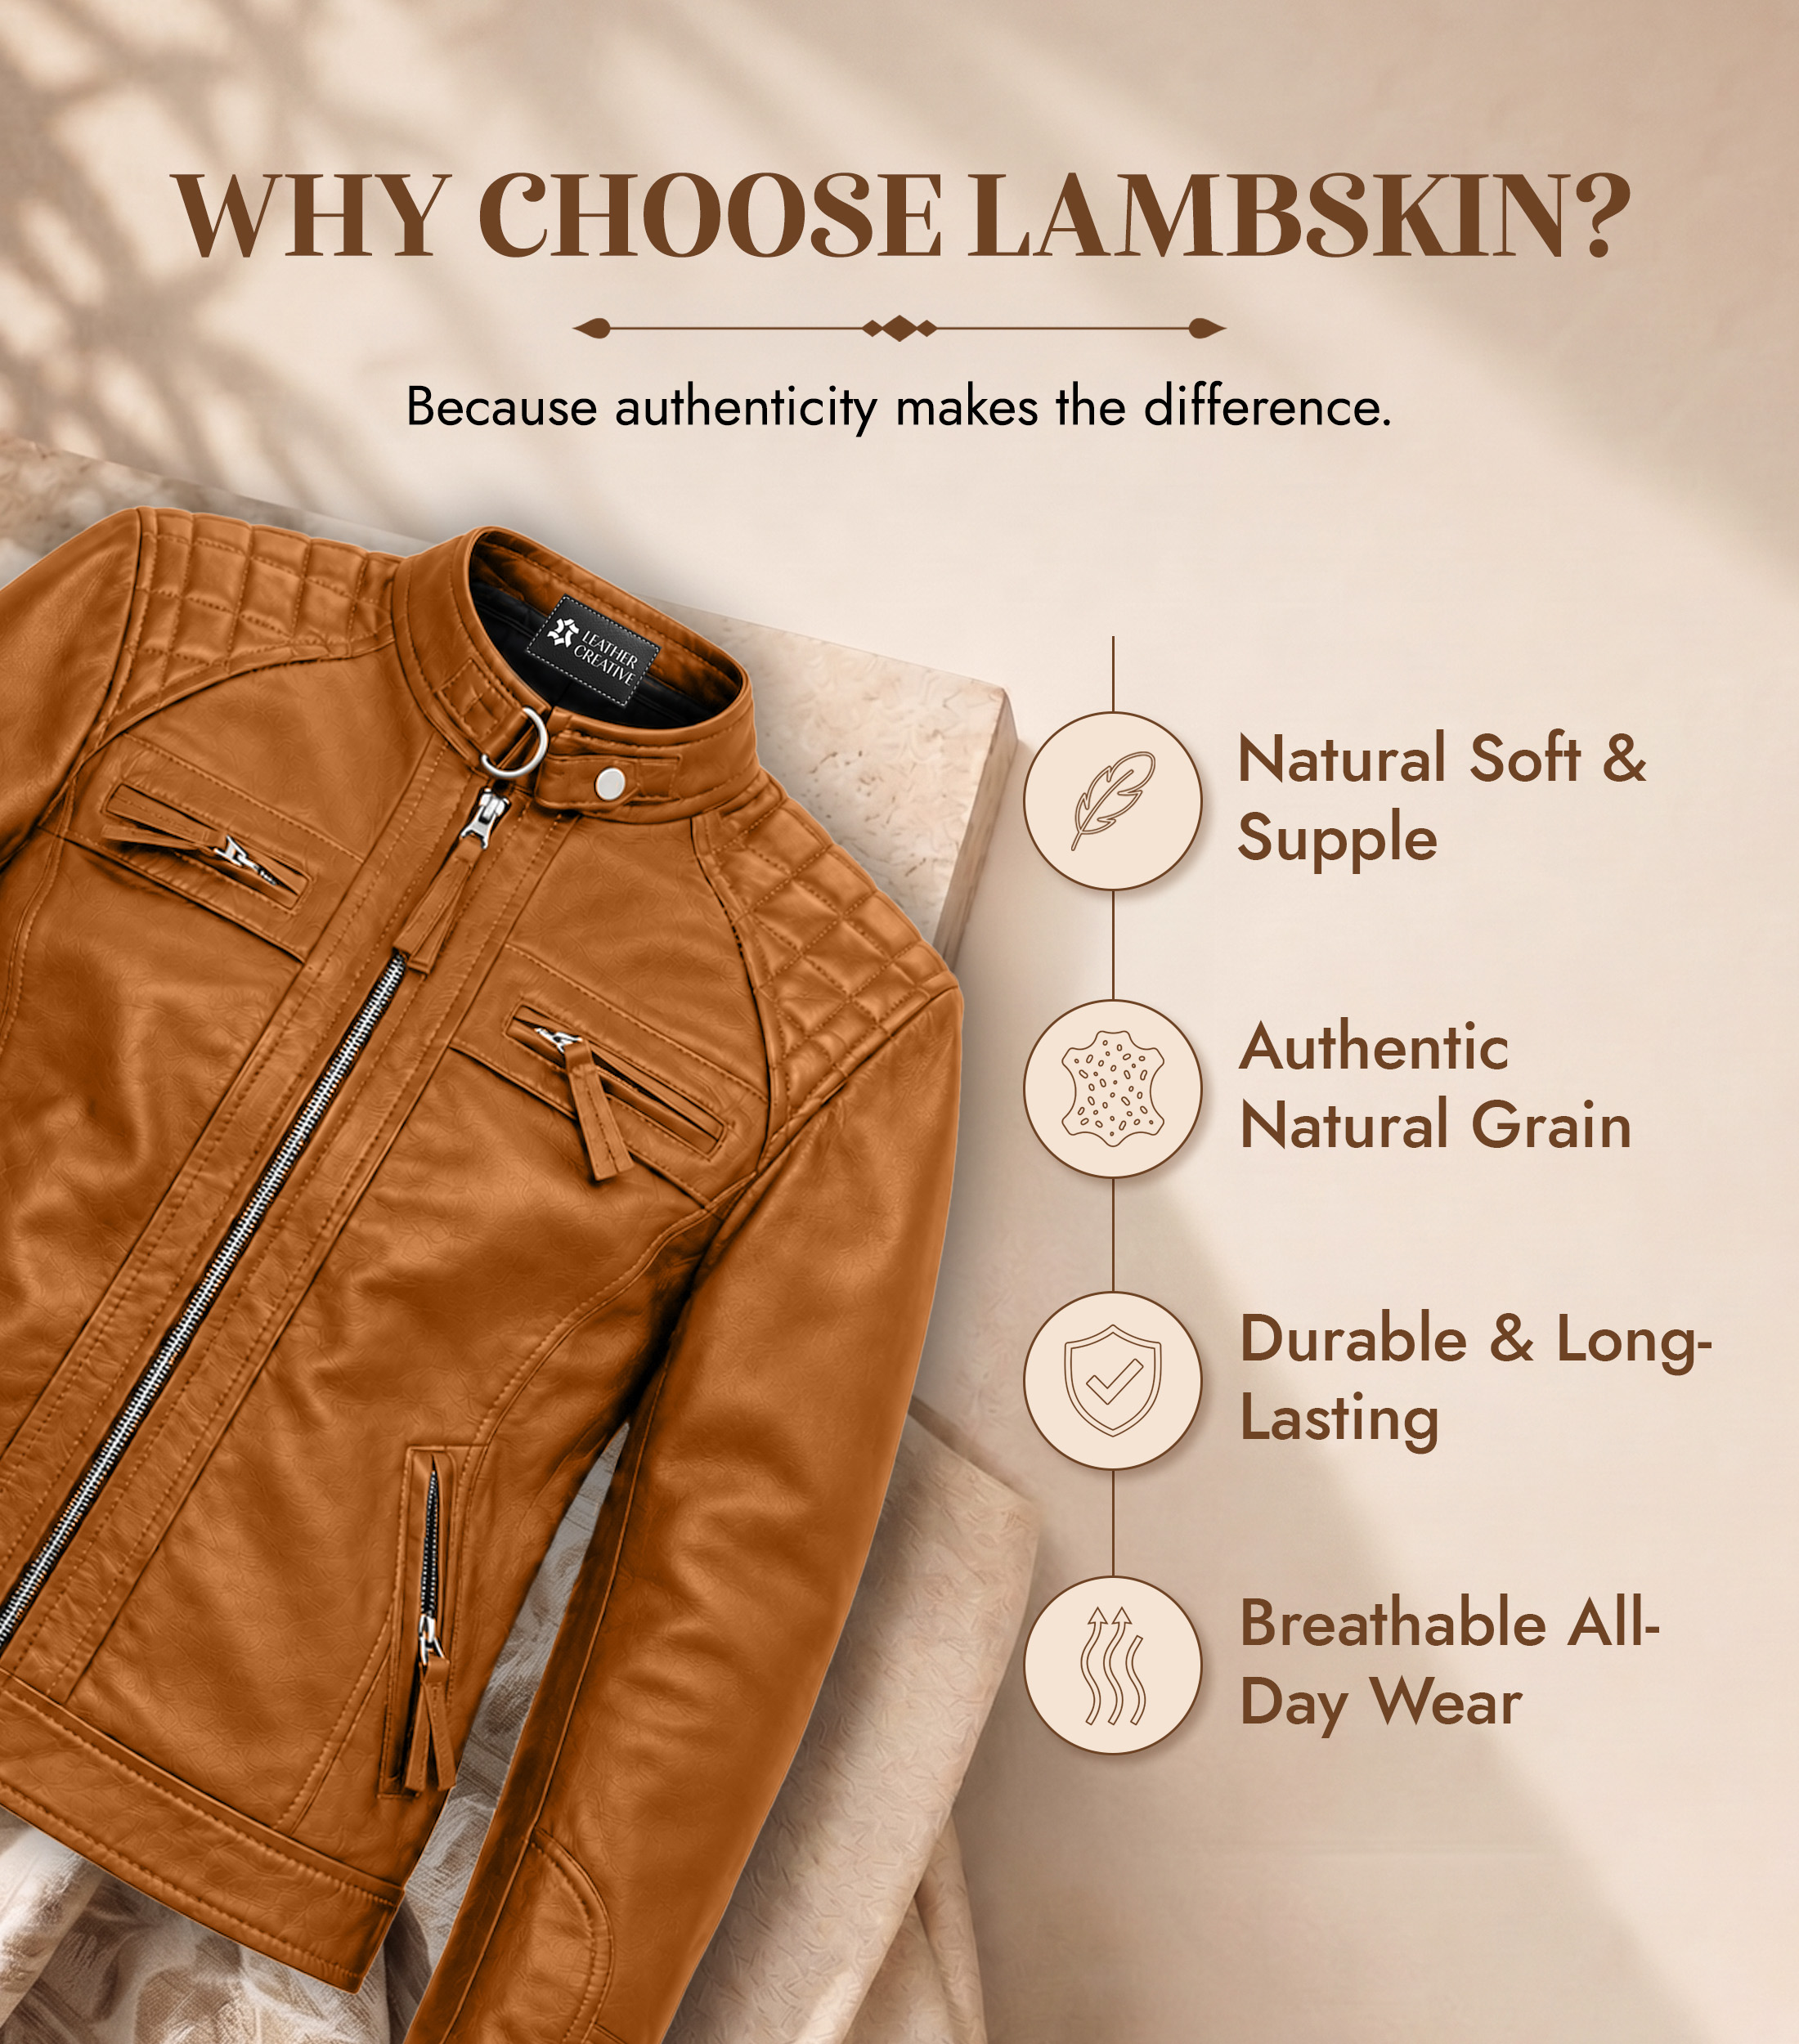 WHY CHOOSE LAMBSKIN?
Because authenticity makes the difference.
LEATHER
CREATIVE
Natural Soft &
Supple
Authentic
Natural Grain
Durable & Long-
Lasting
Breathable All-
Day Wear